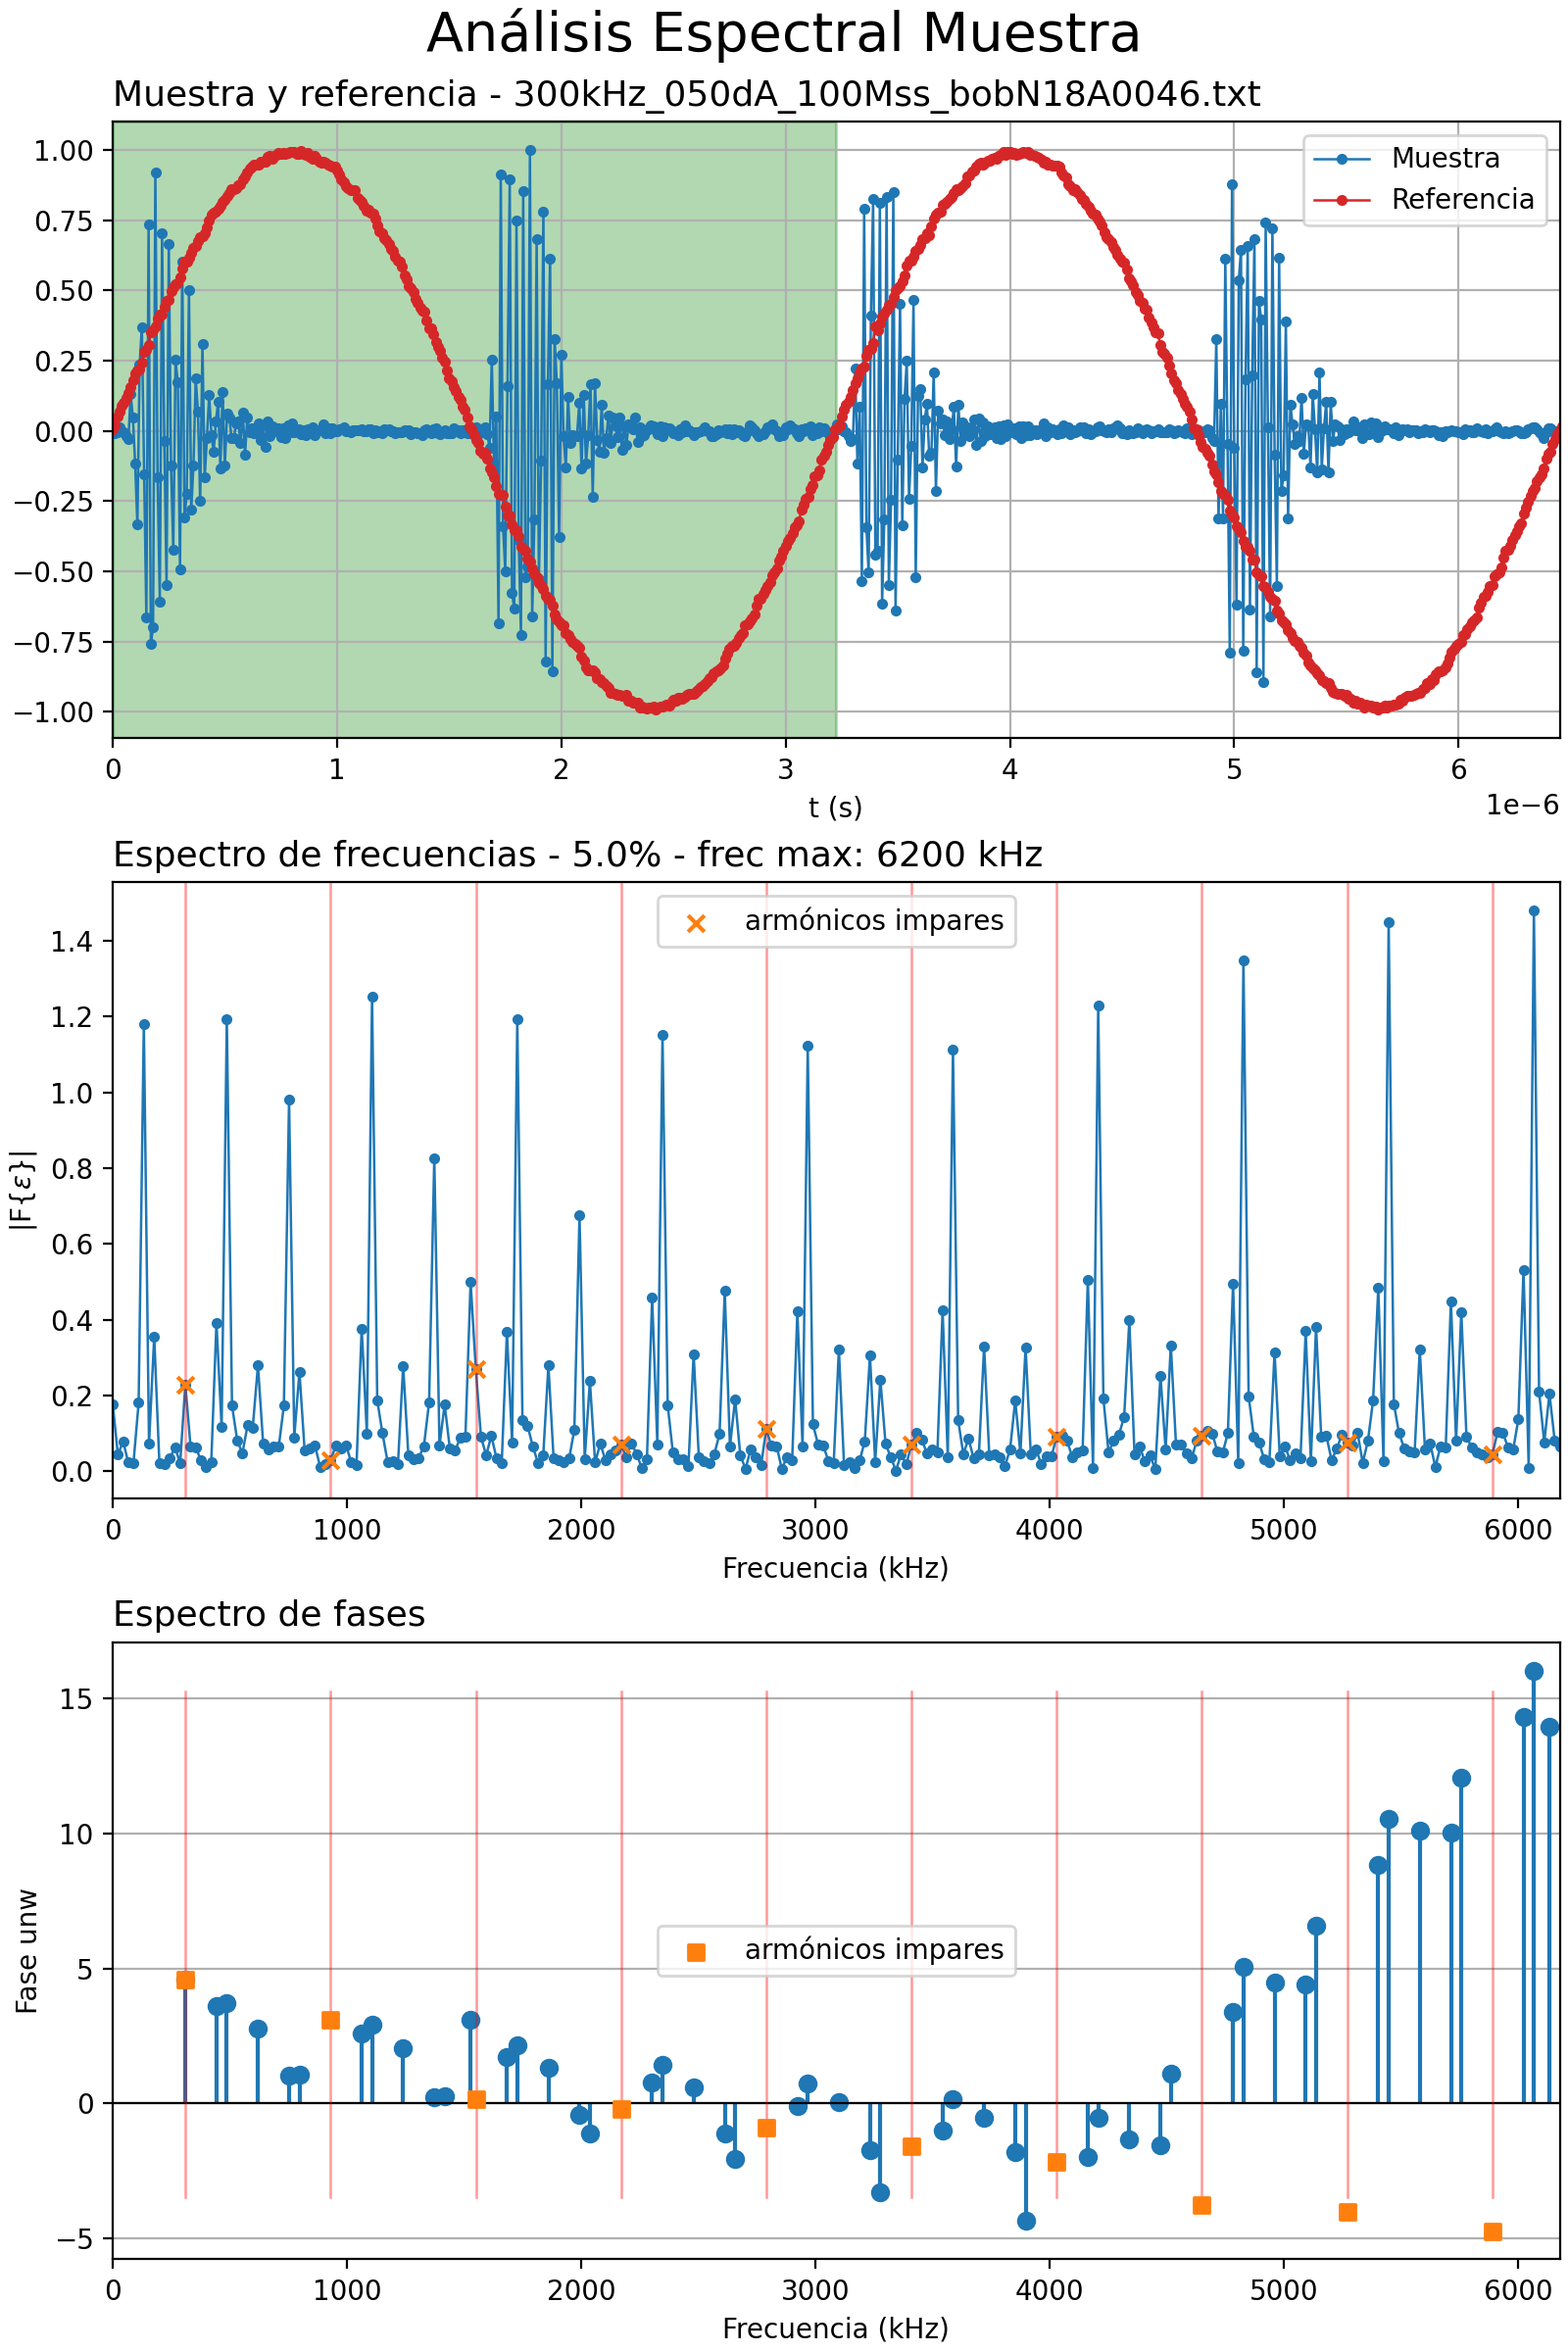 Análisis Espectral Muestra
Muestra y referencia - 300kHz_050dA_100Mss_bobN18A0046.txt
1.00
0.75
0.50
0.25
0.00
−0.25
−0.50
−0.75
−1.00
Muestra
Referencia
0 1 2 3 4 5 6
t (s)
1e−6
Espectro de frecuencias - 5.0% - frec max: 6200 kHz
armónicos impares
1.4
1.2
1.0
0.8
0.6
0.4
0.2
0.0
|F{ε}|
0 1000 2000 3000 4000 5000 6000
Frecuencia (kHz)
Espectro de fases
15
10
5
0
−5
Fase unw
armónicos impares
0 1000 2000 3000 4000 5000 6000
Frecuencia (kHz)